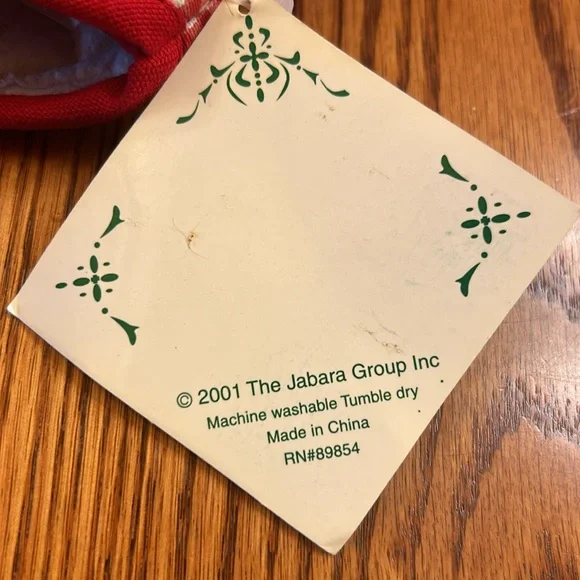 © 2001 The Jabara Group Inc
Machine washable Tumble dry
Made in China
RN#89854